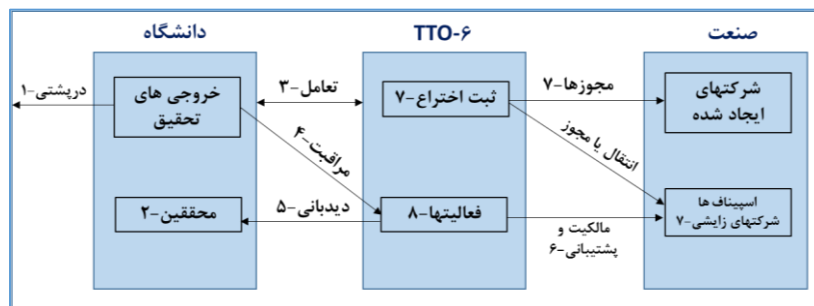 دانشگاه
TTO-۶
صنعت
۱-درپشتی
خروجی های
تحقیق
۳-تعامل
ثبت اختراع-۷
۷-مجوزها
شرکتهای
ایجاد شده
۴-مراقبت
انتقال یا مجوز
محققین-۲
۵-دیدبانی
فعالیتها-۸
مالکیت و
پشتیبانی-۶
اسپیناف ها
شرکتهای زایشی-۷